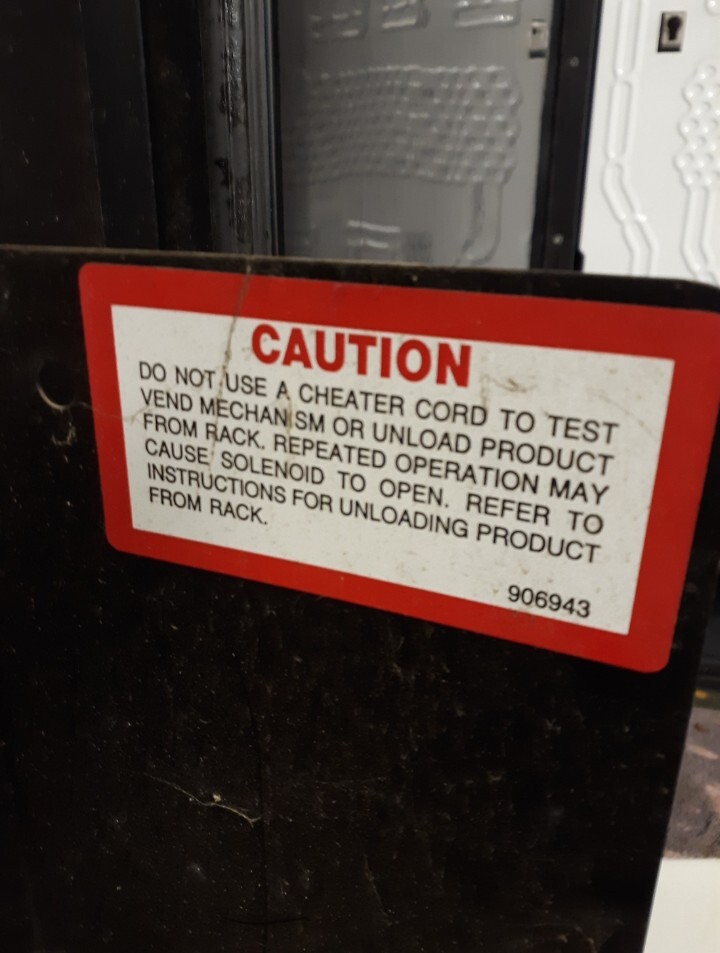 CAUTION
DO NOT USE A CHEATER CORD TO TEST
VEND MECHANISM OR UNLOAD PRODUCT
FROM RACK. REPEATED OPERATION MAY
CAUSE SOLENOID TO OPEN. REFER TO
INSTRUCTIONS FOR UNLOADING PRODUCT
FROM RACK.
906943